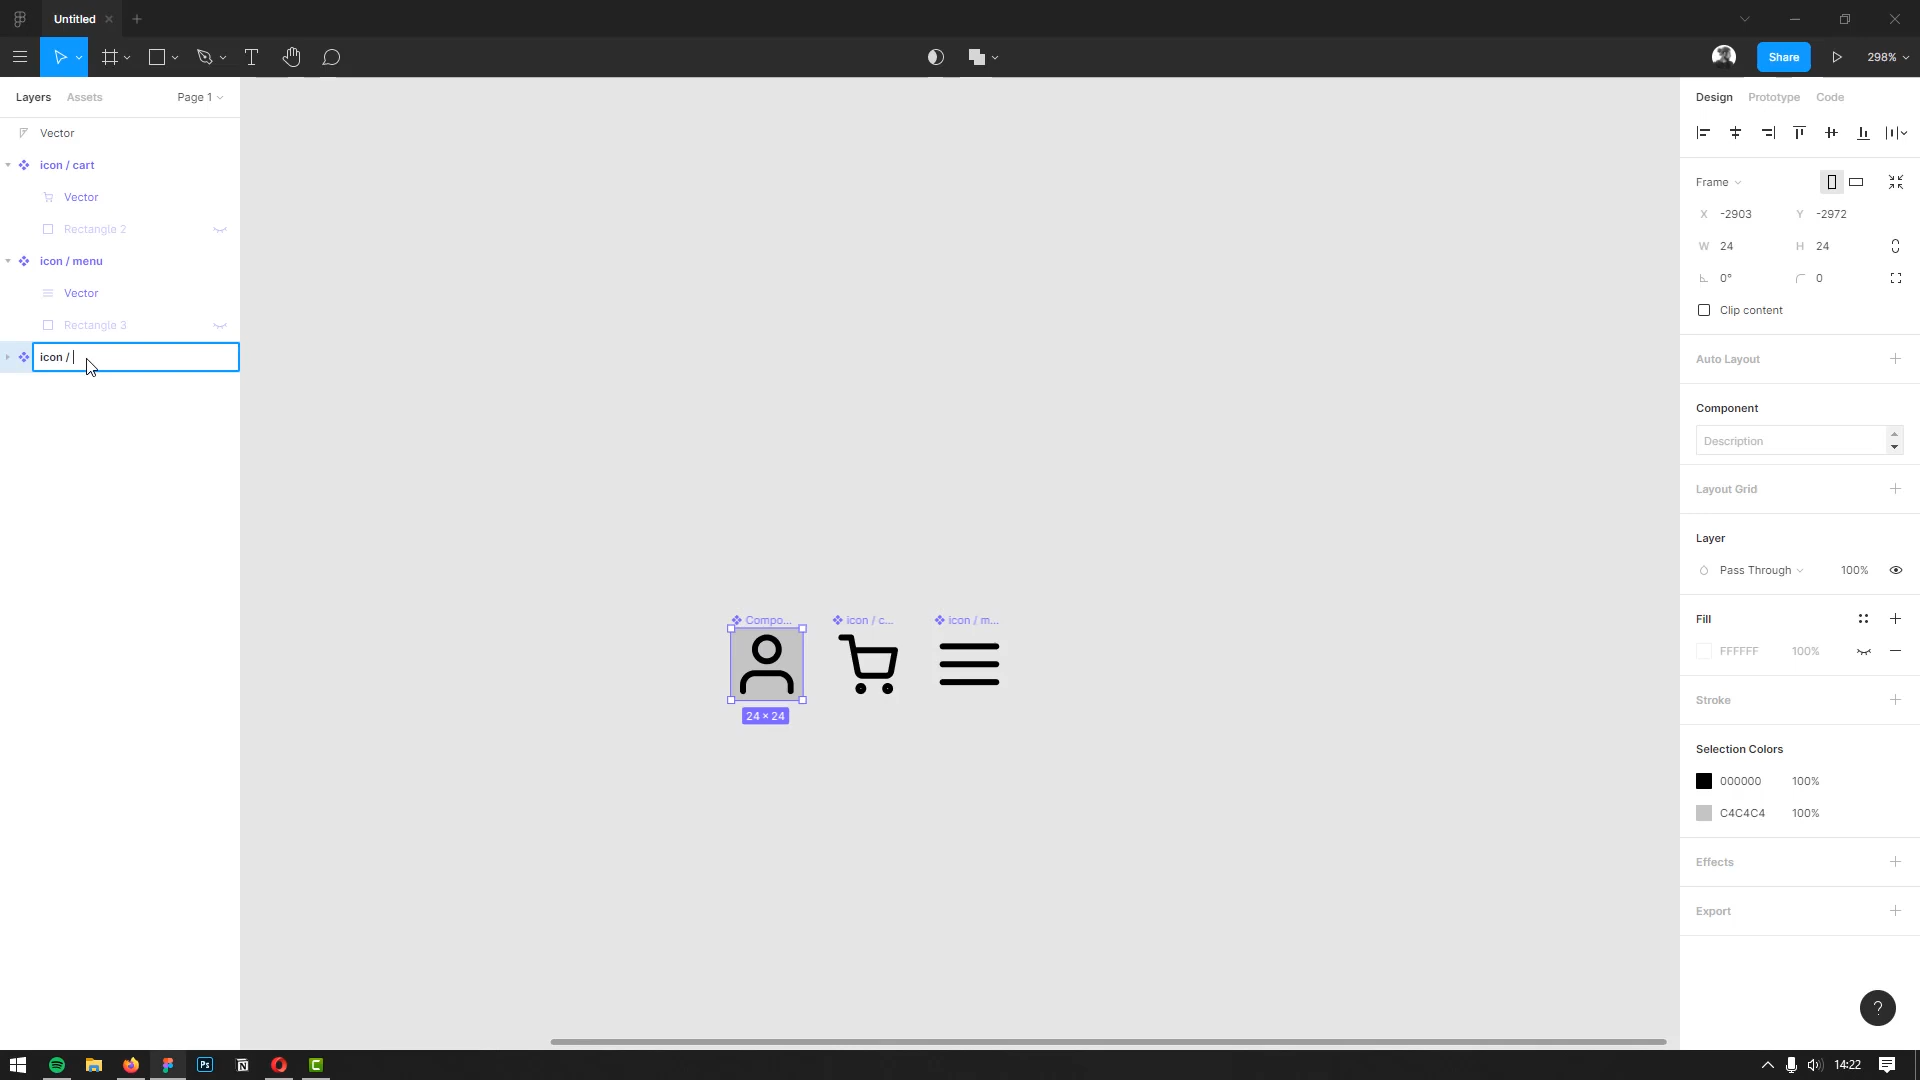 Untitled
Share
298%
Layers
Assets
Page 1
Design
Prototype
Code
Vector
icon / cart
Vector
Rectangle 2
icon / menu
Vector
Rectangle 3
icon /
Compo...
icon / c...
icon / m...
24 × 24
Frame
X -2903
Y -2972
W 24
H 24
0°
0
Clip content
Auto Layout
Component
Description
Layout Grid
Layer
Pass Through
100%
Fill
FFFFFF
100%
Stroke
Selection Colors
000000
100%
C4C4C4
100%
Effects
Export
?
Ps
N
C
14:22